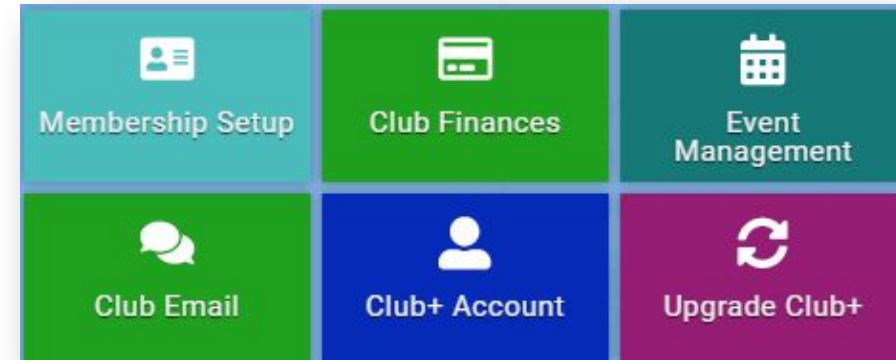 Membership Setup
Club Finances
Event
Management
Club Email
Club+ Account
Upgrade Club+